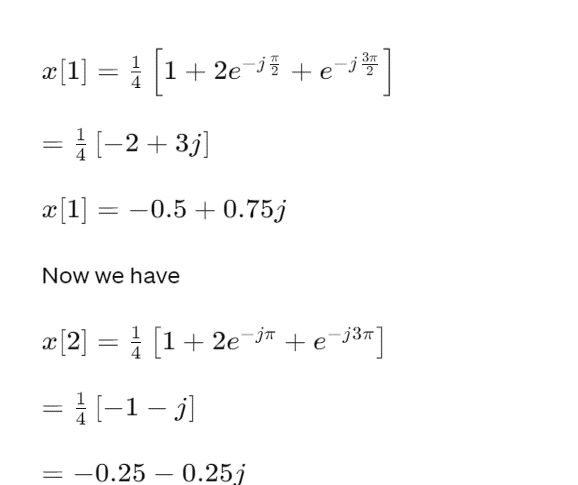 x[1] = 1/4 [1 + 2e^{-jπ/2} + e^{-j3π/2}]
= 1/4 [−2 + 3j]
x[1] = −0.5 + 0.75j
Now we have
x[2] = 1/4 [1 + 2e^{-jπ} + e^{-j3π}]
= 1/4 [−1 − j]
= −0.25 − 0.25j